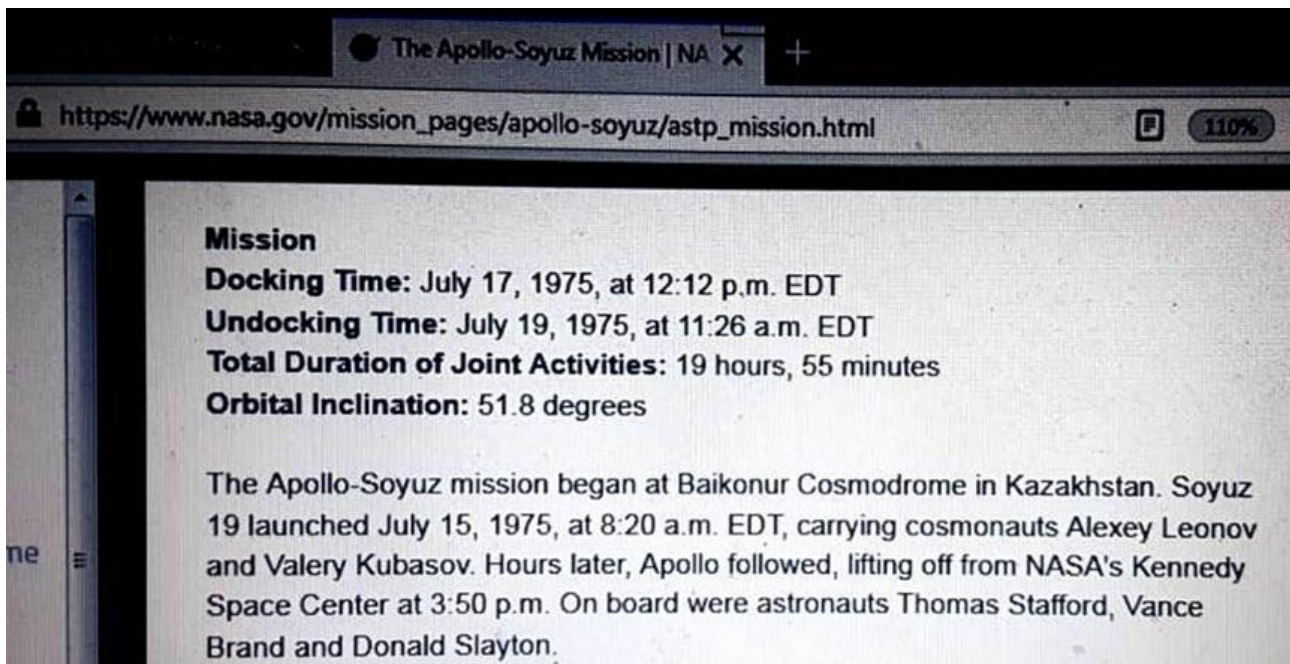 The Apollo-Soyuz Mission | NA
https://www.nasa.gov/mission_pages/apollo-soyuz/astp_mission.html
110%
Mission
Docking Time: July 17, 1975, at 12:12 p.m. EDT
Undocking Time: July 19, 1975, at 11:26 a.m. EDT
Total Duration of Joint Activities: 19 hours, 55 minutes
Orbital Inclination: 51.8 degrees
The Apollo-Soyuz mission began at Baikonur Cosmodrome in Kazakhstan. Soyuz
19 launched July 15, 1975, at 8:20 a.m. EDT, carrying cosmonauts Alexey Leonov
ne
and Valery Kubasov. Hours later, Apollo followed, lifting off from NASA's Kennedy
Space Center at 3:50 p.m. On board were astronauts Thomas Stafford, Vance
Brand and Donald Slayton.